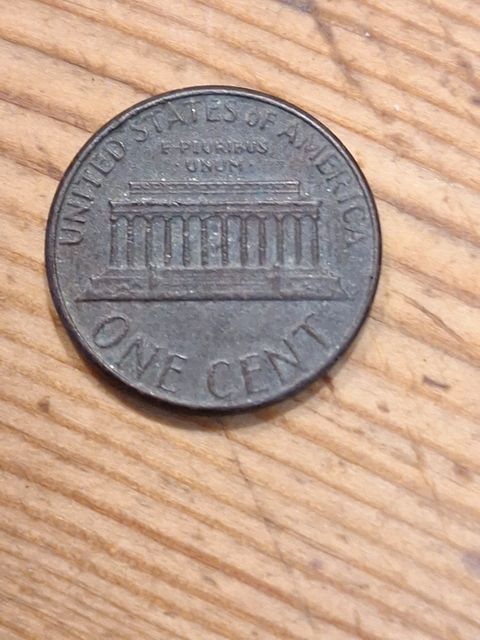 UNITED STATES OF AMERICA
E·PLURIBUS
·UNUM·
ONE CENT